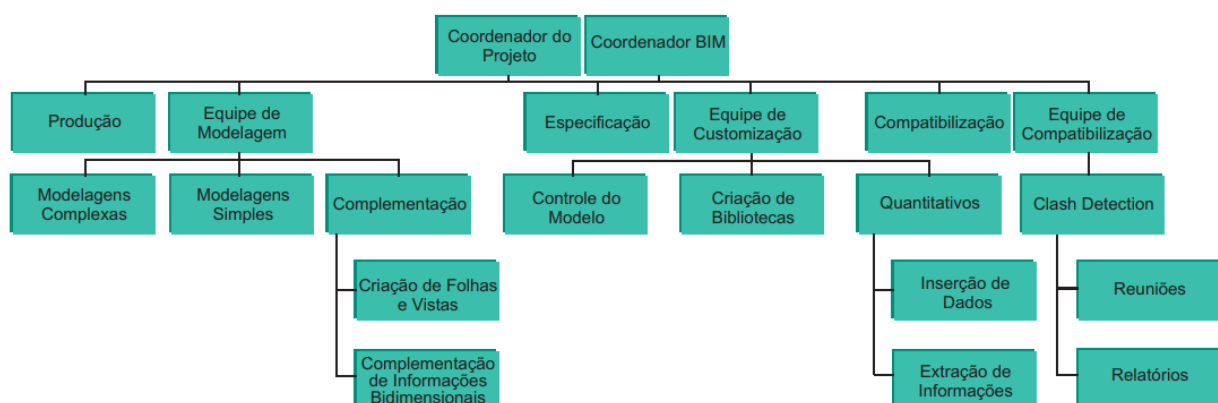 Coordenador do
Projeto
Coordenador BIM
Produção
Equipe de
Modelagem
Especificação
Equipe de
Customização
Compatibilização
Equipe de
Compatibilização
Modelagens
Complexas
Modelagens
Simples
Complementação
Controle do
Modelo
Criação de
Bibliotecas
Quantitativos
Clash Detection
Criação de Folhas
e Vistas
Inserção de
Dados
Reuniões
Complementação
de Informações
Bidimensionais
Extração de
Informações
Relatórios